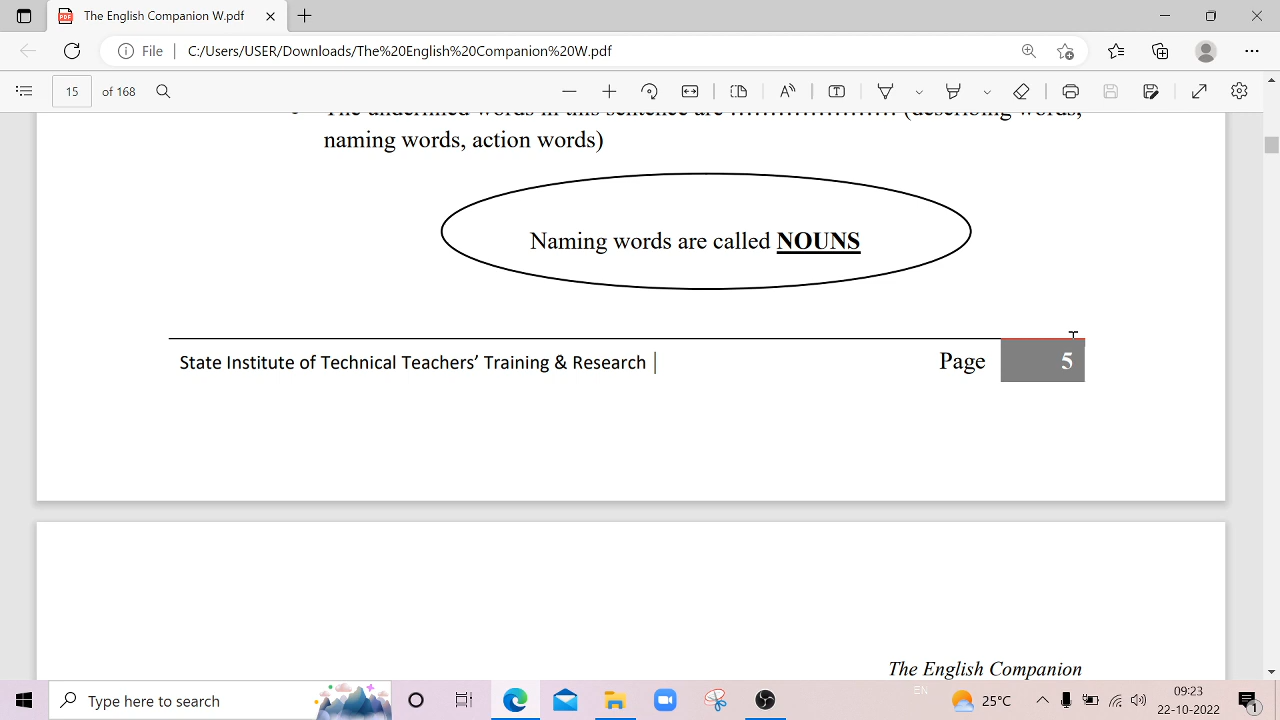 The English Companion W.pdf
File
C:/Users/USER/Downloads/The%20English%20Companion%20W.pdf
15 of 168
The underlined words in this sentence are ........................ (describing words,
naming words, action words)
Naming words are called NOUNS
State Institute of Technical Teachers' Training & Research |
Page 5
The English Companion
EN
Type here to search
25°C
09:23
22-10-2022
1